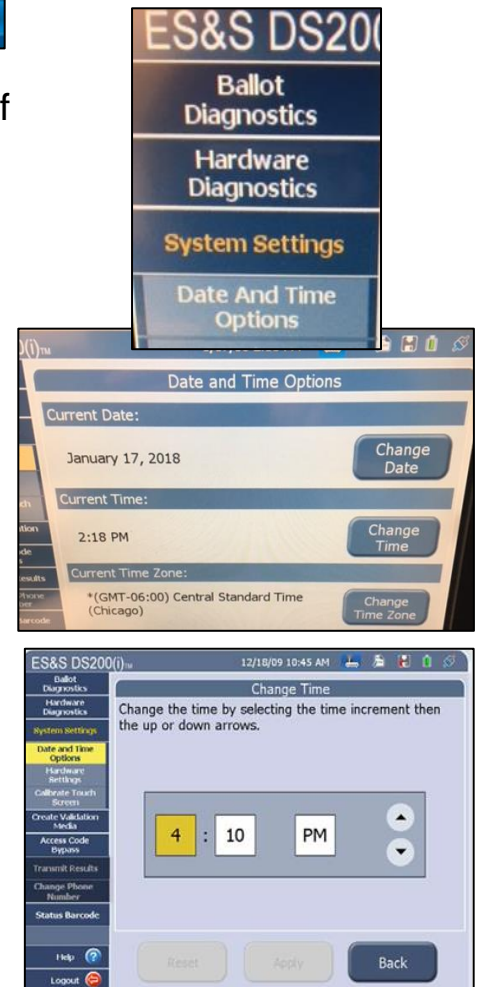 f
ES&S DS200
Ballot
Diagnostics
Hardware
Diagnostics
System Settings
Date And Time
Options
(i)TM
Date and Time Options
Current Date:
January 17, 2018
Change
Date
Current Time:
2:18 PM
Change
Time
Current Time Zone:
*(GMT-06:00) Central Standard Time
(Chicago)
Change
Time Zone
ES&S DS200(i)TM
12/18/09 10:45 AM
Ballot
Diagnostics
Hardware
Diagnostics
System Settings
Date and Time
Options
Hardware
Settings
Calibrate Touch
Screen
Create Validation
Media
Access Code
Bypass
Transmit Results
Change Phone
Number
Status Barcode
Help
Logout
Change Time
Change the time by selecting the time increment then
the up or down arrows.
4 : 10 PM
Reset
Apply
Back